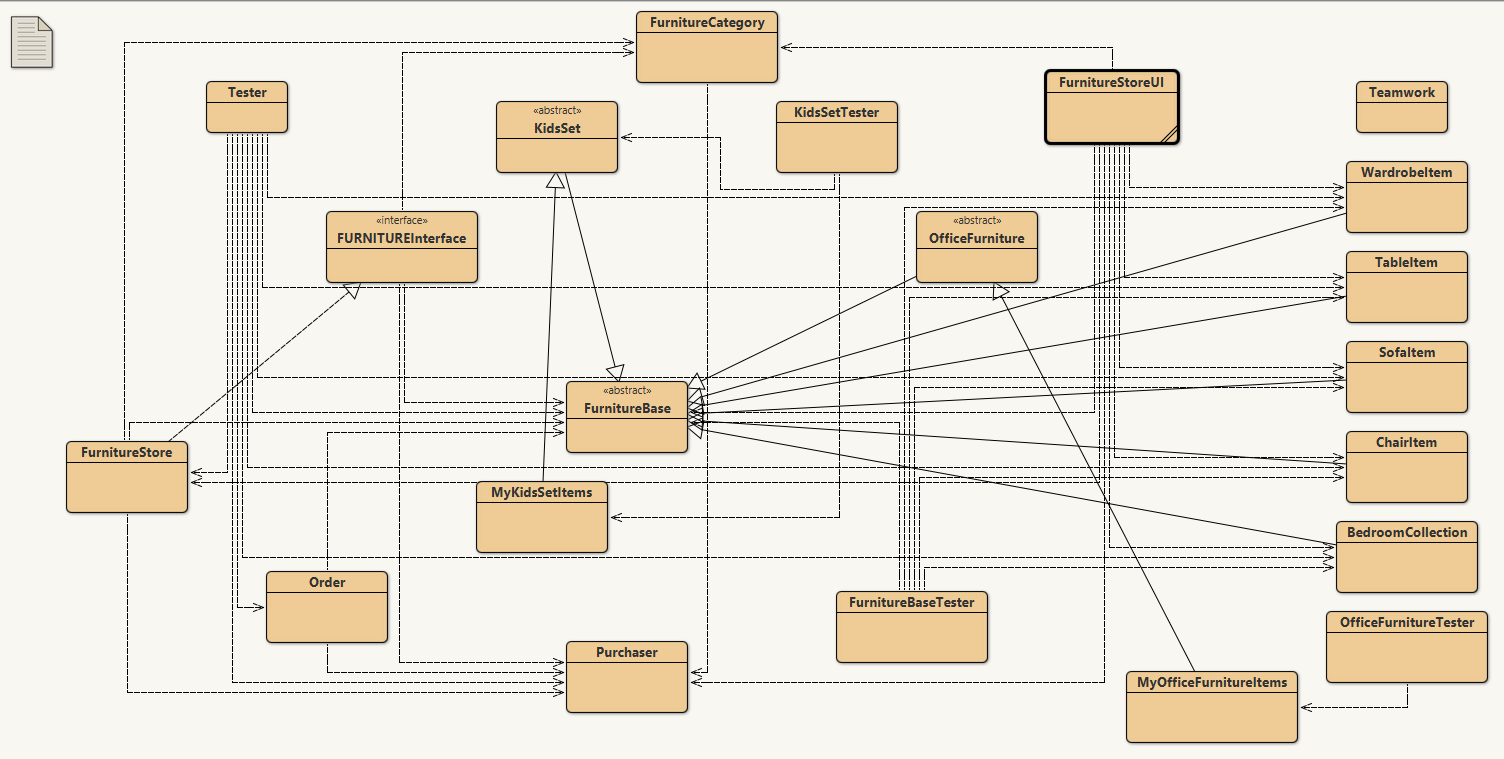 FurnitureCategory
Tester
«abstract»
KidsSet
KidsSetTester
FurnitureStoreUI
Teamwork
WardrobeItem
«interface»
FURNITUREInterface
«abstract»
OfficeFurniture
TableItem
SofaItem
«abstract»
FurnitureBase
FurnitureStore
ChairItem
MyKidsSetItems
BedroomCollection
Order
FurnitureBaseTester
OfficeFurnitureTester
Purchaser
MyOfficeFurnitureItems